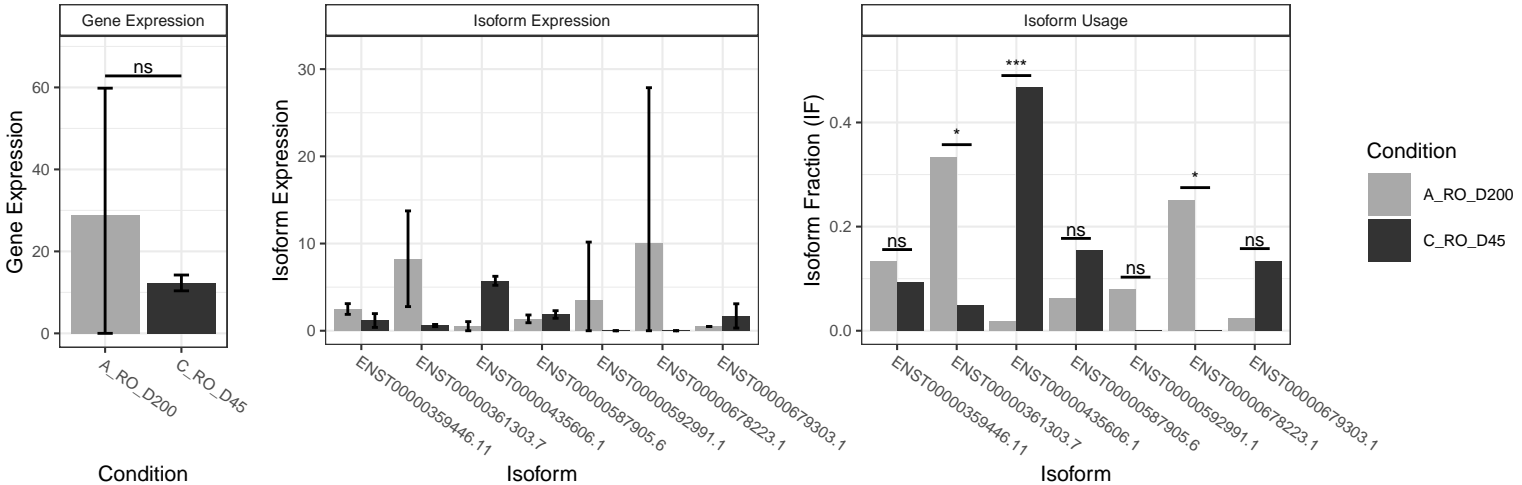 Gene Expression
Isoform Expression
Isoform Usage
Gene Expression
60
40
20
0
ns
A_RO_D200
C_RO_D45
Condition
Isoform Expression
30
20
10
0
ENST00000359446.11
ENST00000361303.7
ENST00000435606.1
ENST00000587905.6
ENST00000592991.1
ENST00000678223.1
ENST00000679303.1
Isoform
Isoform Fraction (IF)
0.4
0.2
0.0
ns
*
***
ns
ns
*
ns
ENST00000359446.11
ENST00000361303.7
ENST00000435606.1
ENST00000587905.6
ENST00000592991.1
ENST00000678223.1
ENST00000679303.1
Isoform
Condition
A_RO_D200
C_RO_D45